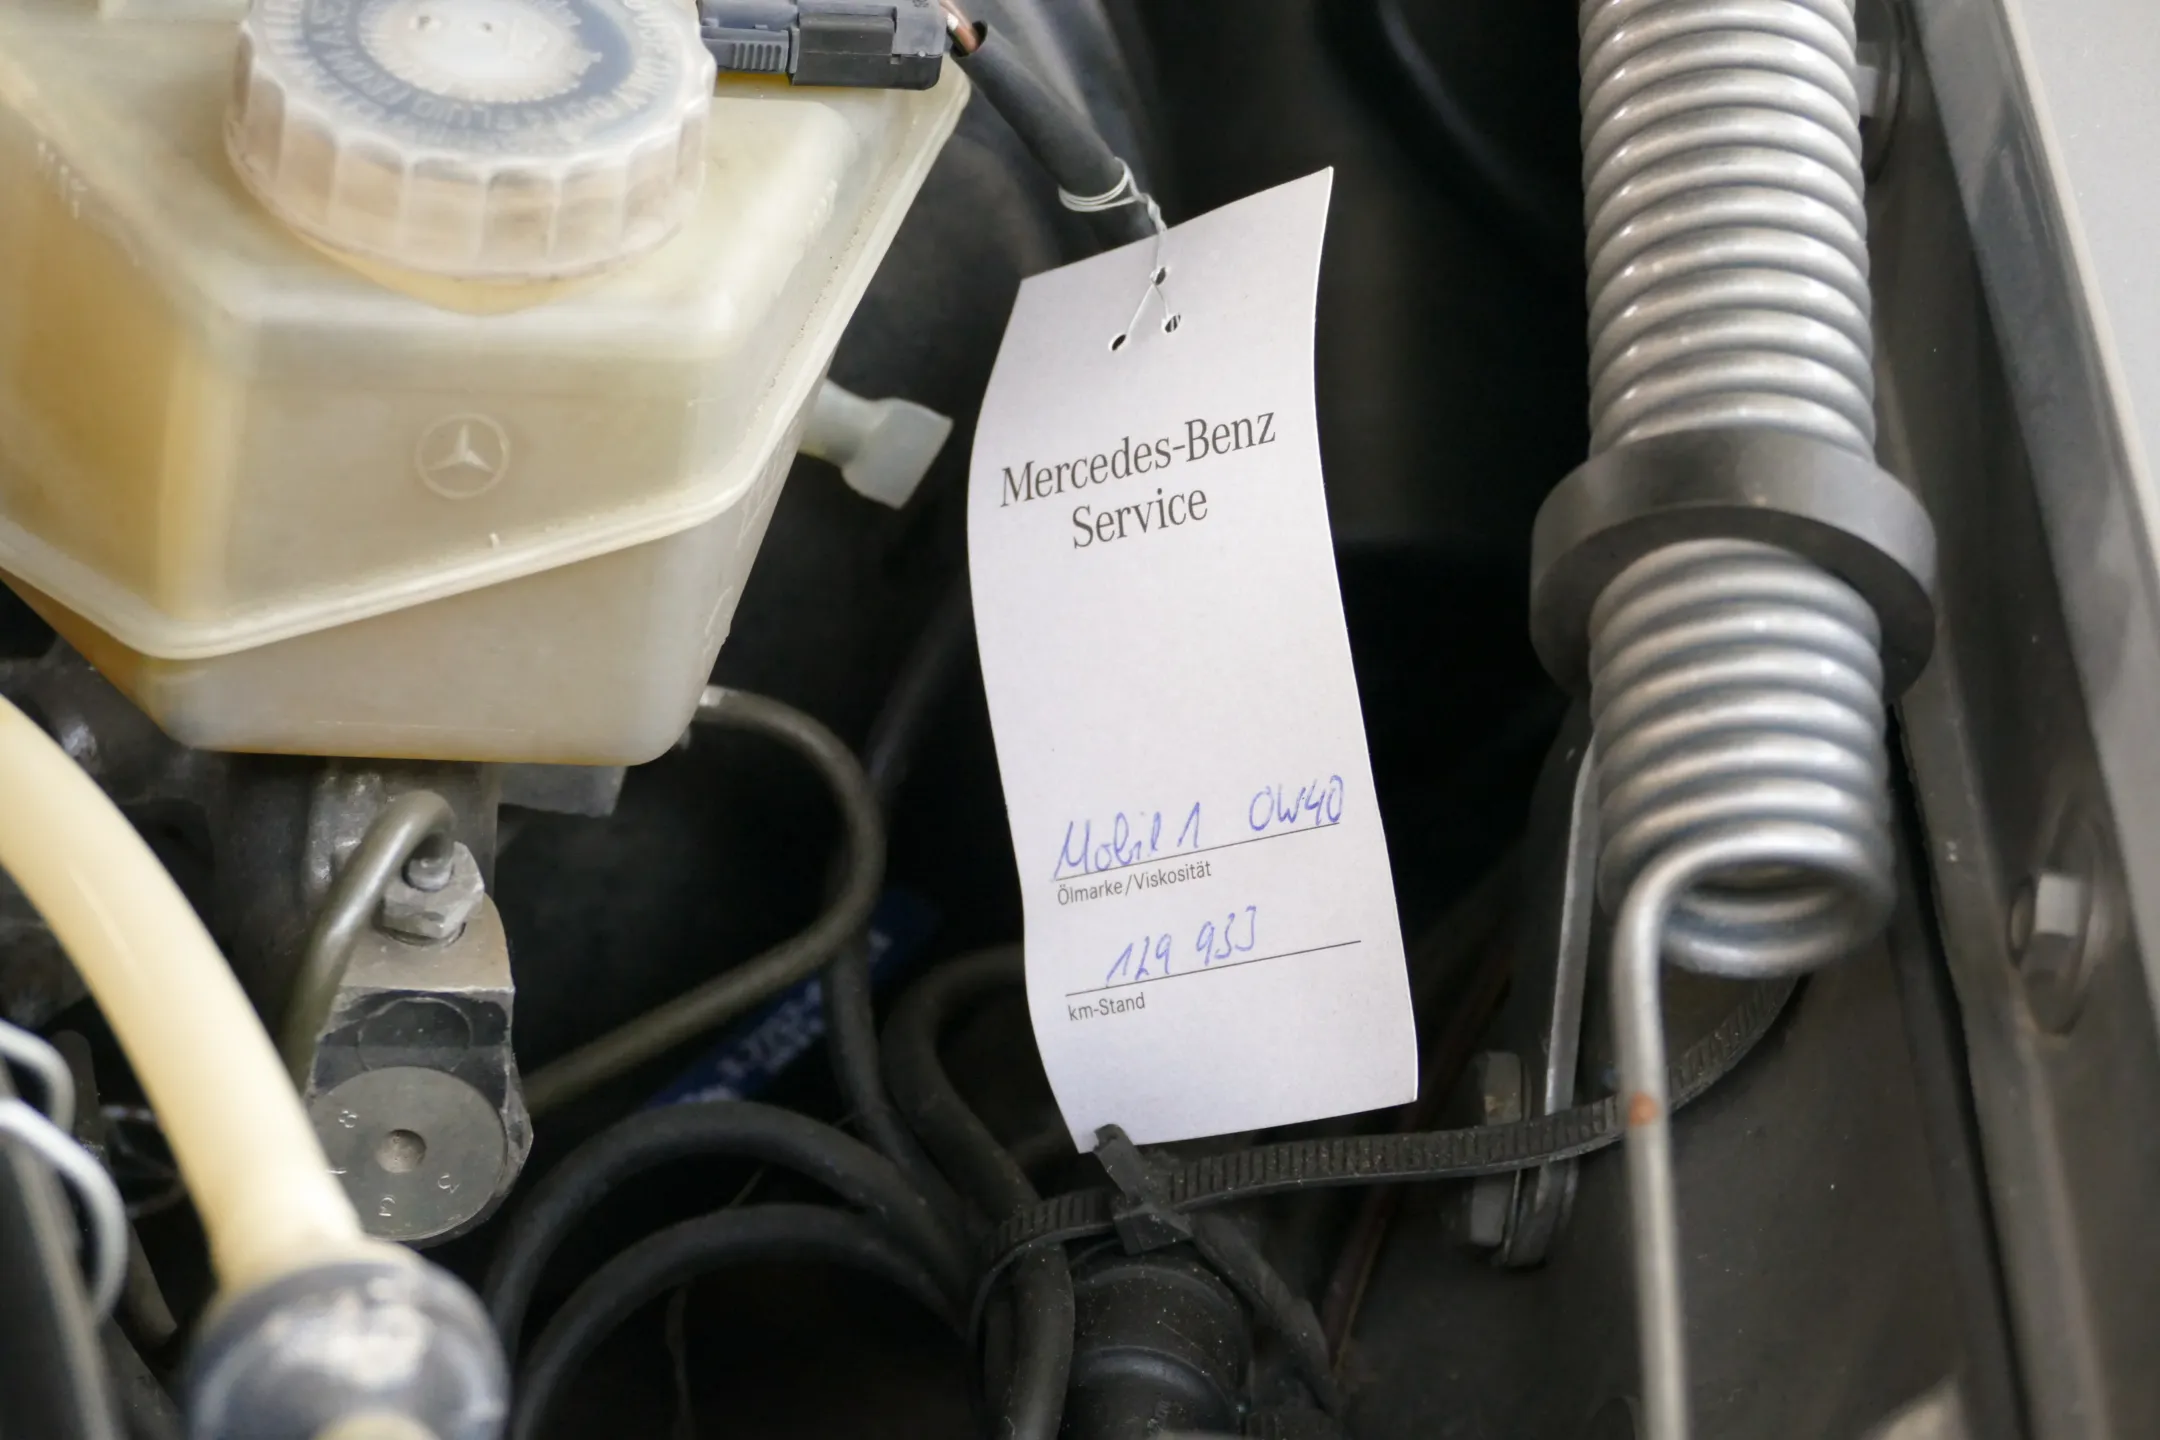 Mercedes-Benz
Service
Mobil 1 0W40
Ölmarke/Viskosität
129 933
km-Stand